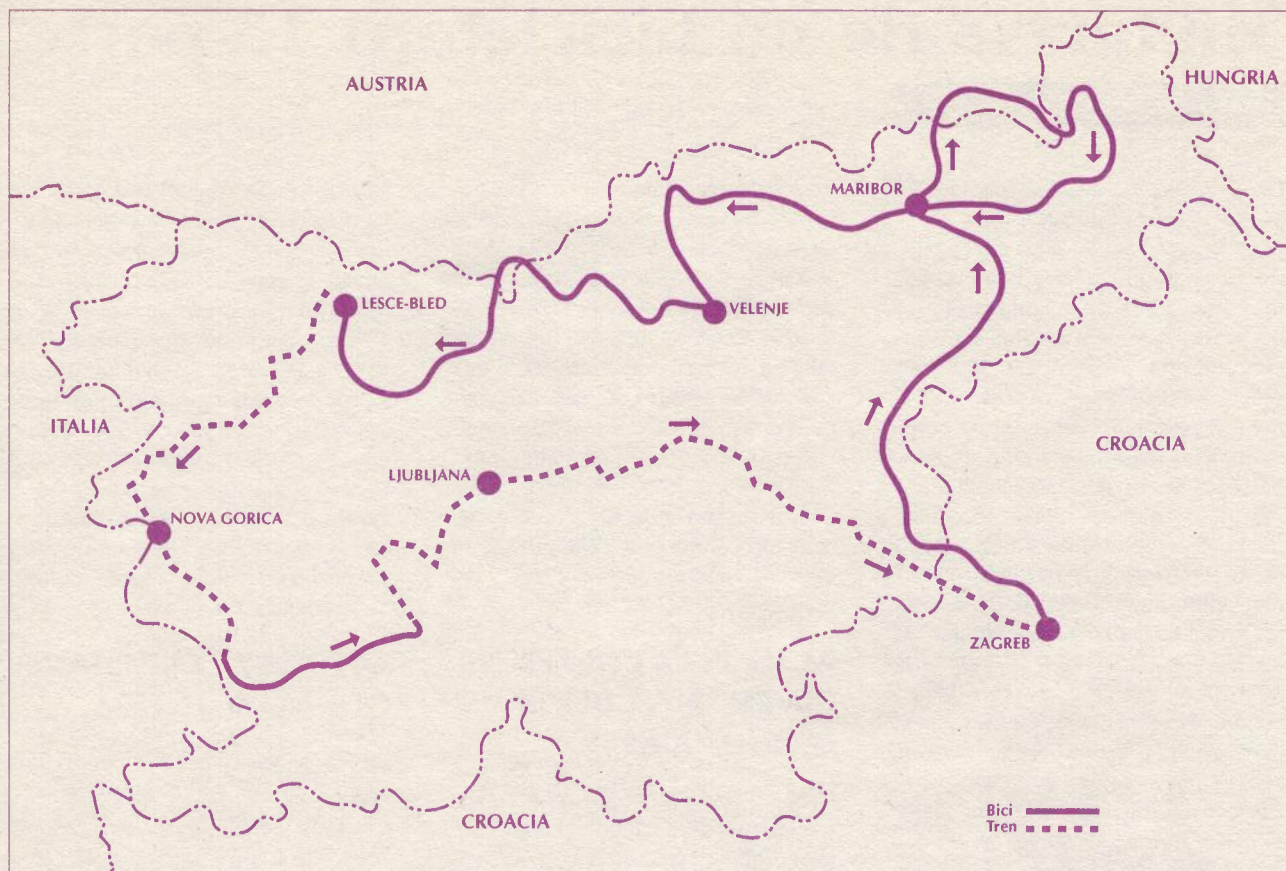 AUSTRIA
HUNGRIA
MARIBOR
LESCE-BLED
VELENJE
ITALIA
CROACIA
LJUBLJANA
NOVA GORICA
ZAGREB
CROACIA
Bici
Tren